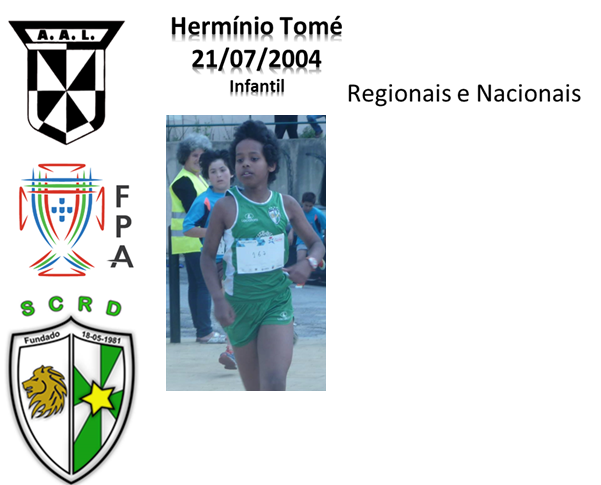 A. A. L.
Hermínio Tomé
21/07/2004
Infantil
Regionais e Nacionais
F
P
A
S C R D
Fundado
18-05-1981